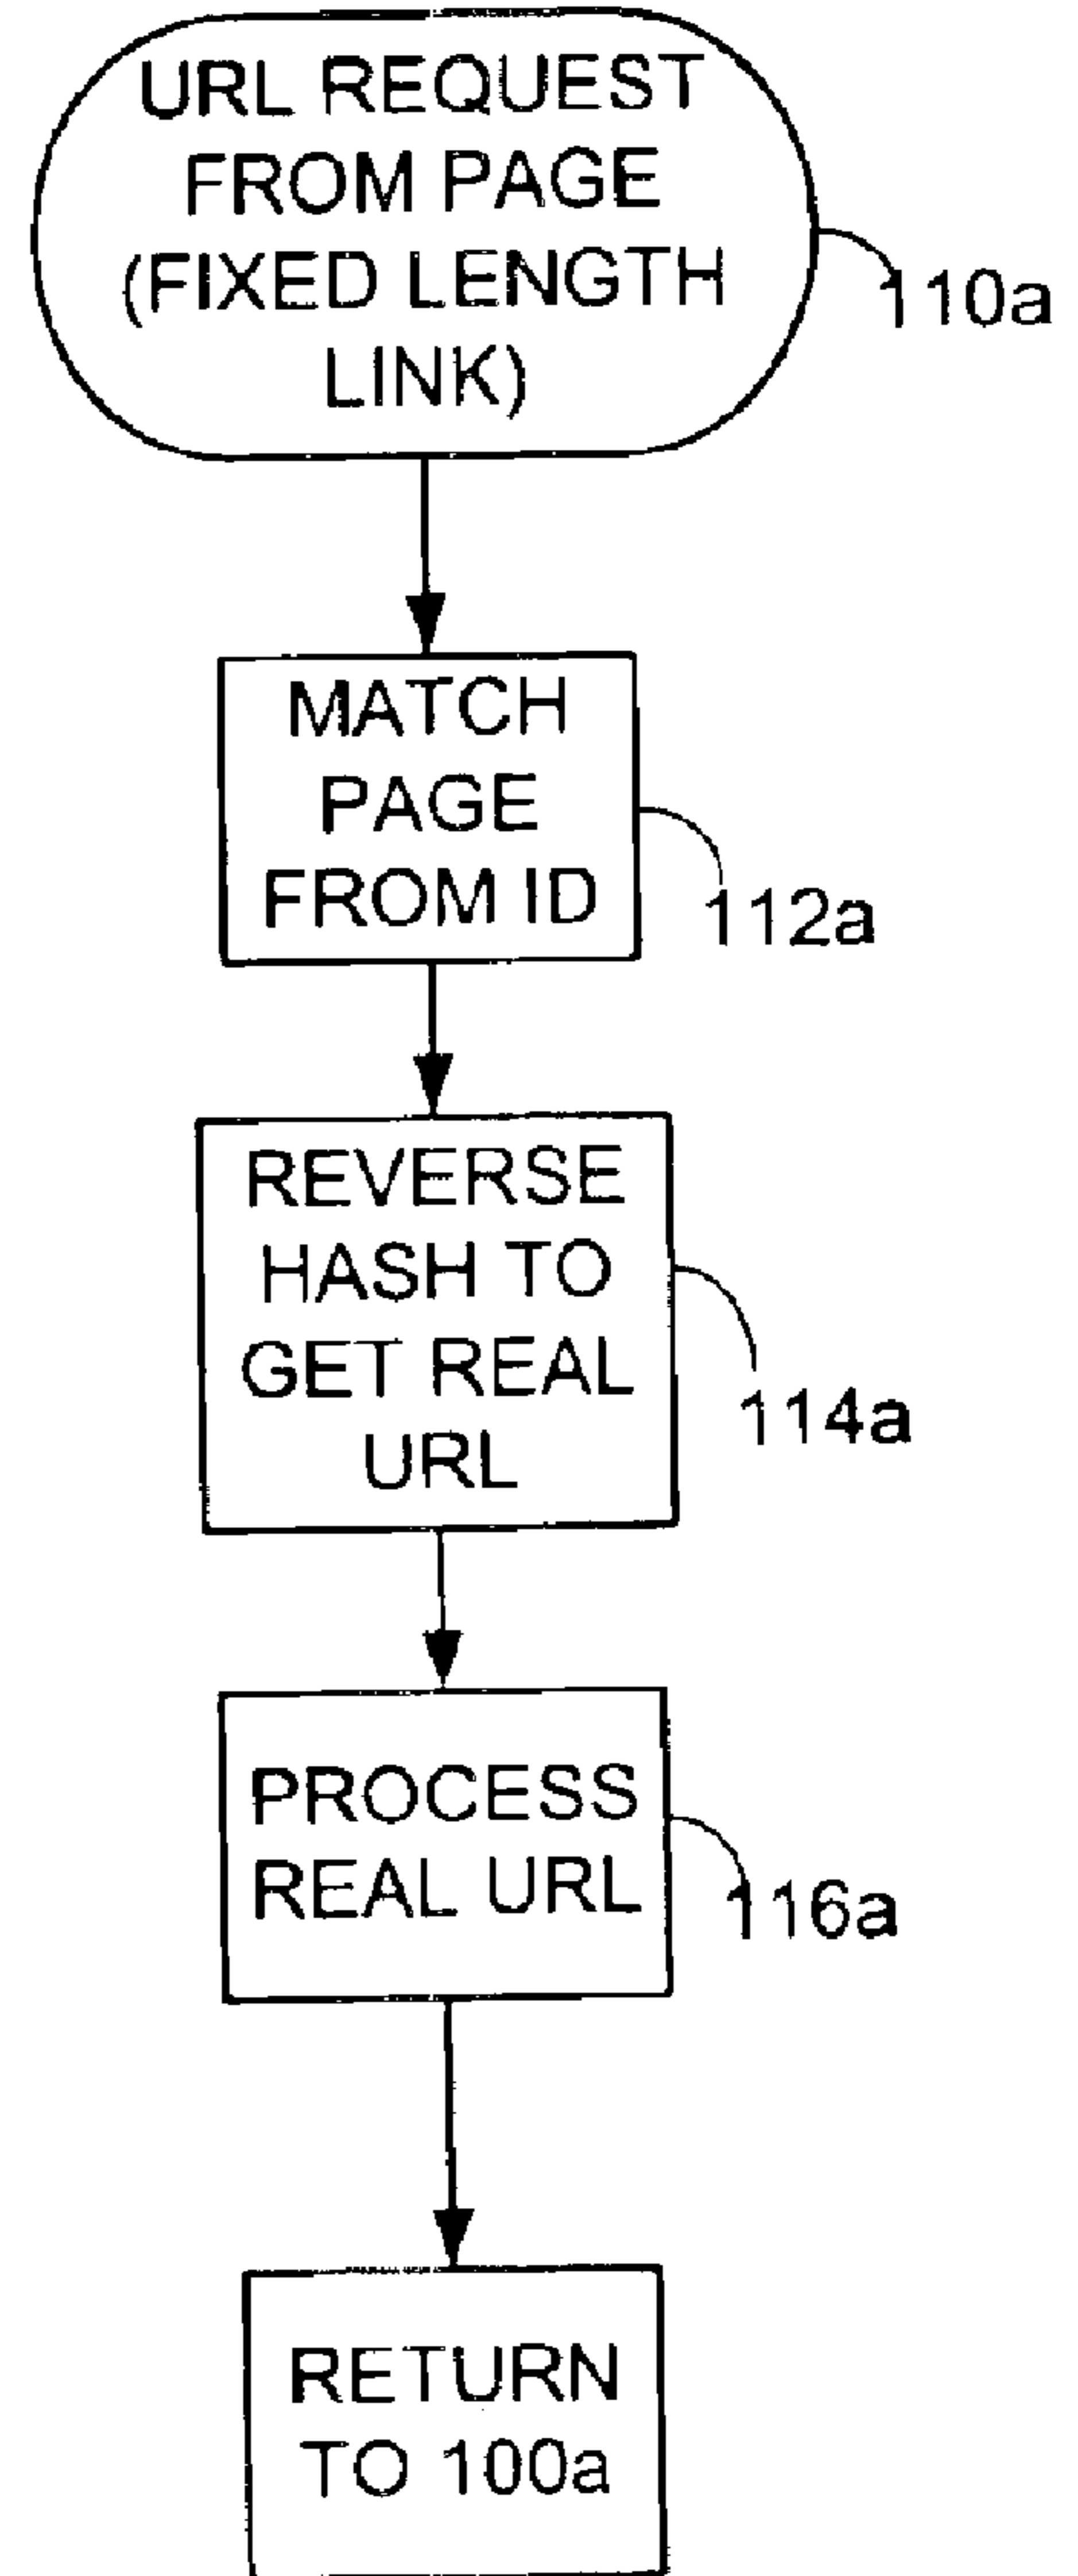 URL REQUEST
FROM PAGE
(FIXED LENGTH
LINK)
110a
MATCH
PAGE
FROM ID
112a
REVERSE
HASH TO
GET REAL
URL
114a
PROCESS
REAL URL
116a
RETURN
TO 100a